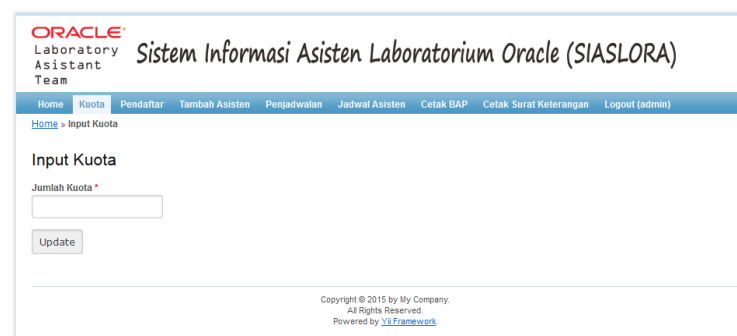 ORACLE
Laboratory
Asistant
Team
Sistem Informasi Asisten Laboratorium Oracle (SIASLORA)
Home Kuota Pendaftar Tambah Asisten Penjadwalan Jadwal Asisten Cetak BAP Cetak Surat Keterangan Logout (admin)
Home » Input Kuota
Input Kuota
Jumlah Kuota *
Update
Copyright © 2015 by My Company.
All Rights Reserved.
Powered by Yii Framework.